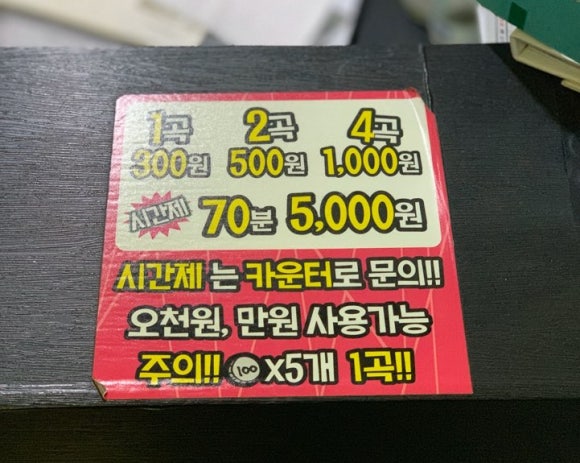 1곡 2곡 4곡
300원 500원 1,000원
시간제 70분 5,000원
시간제 는 카운터로 문의!!
오천원, 만원 사용가능
주의!! 100 x5개 1곡!!